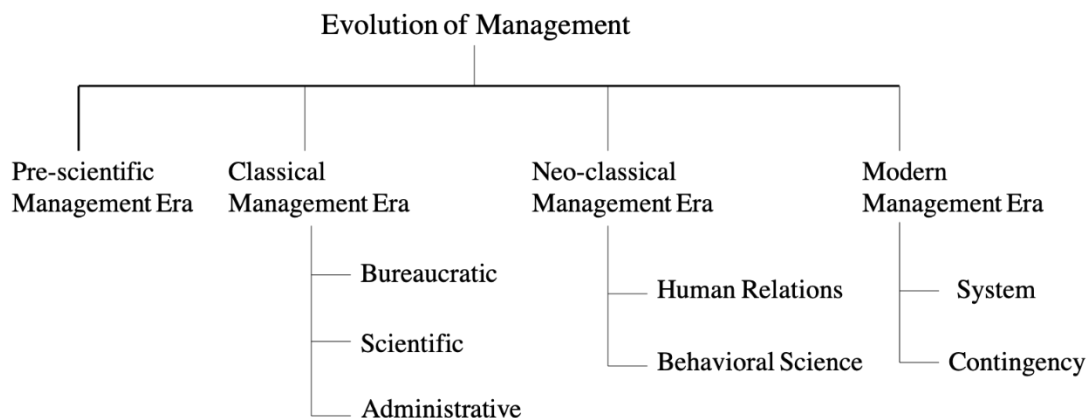 Evolution of Management
Pre-scientific
Management Era
Classical
Management Era
Bureaucratic
Scientific
Administrative
Neo-classical
Management Era
Human Relations
Behavioral Science
Modern
Management Era
System
Contingency